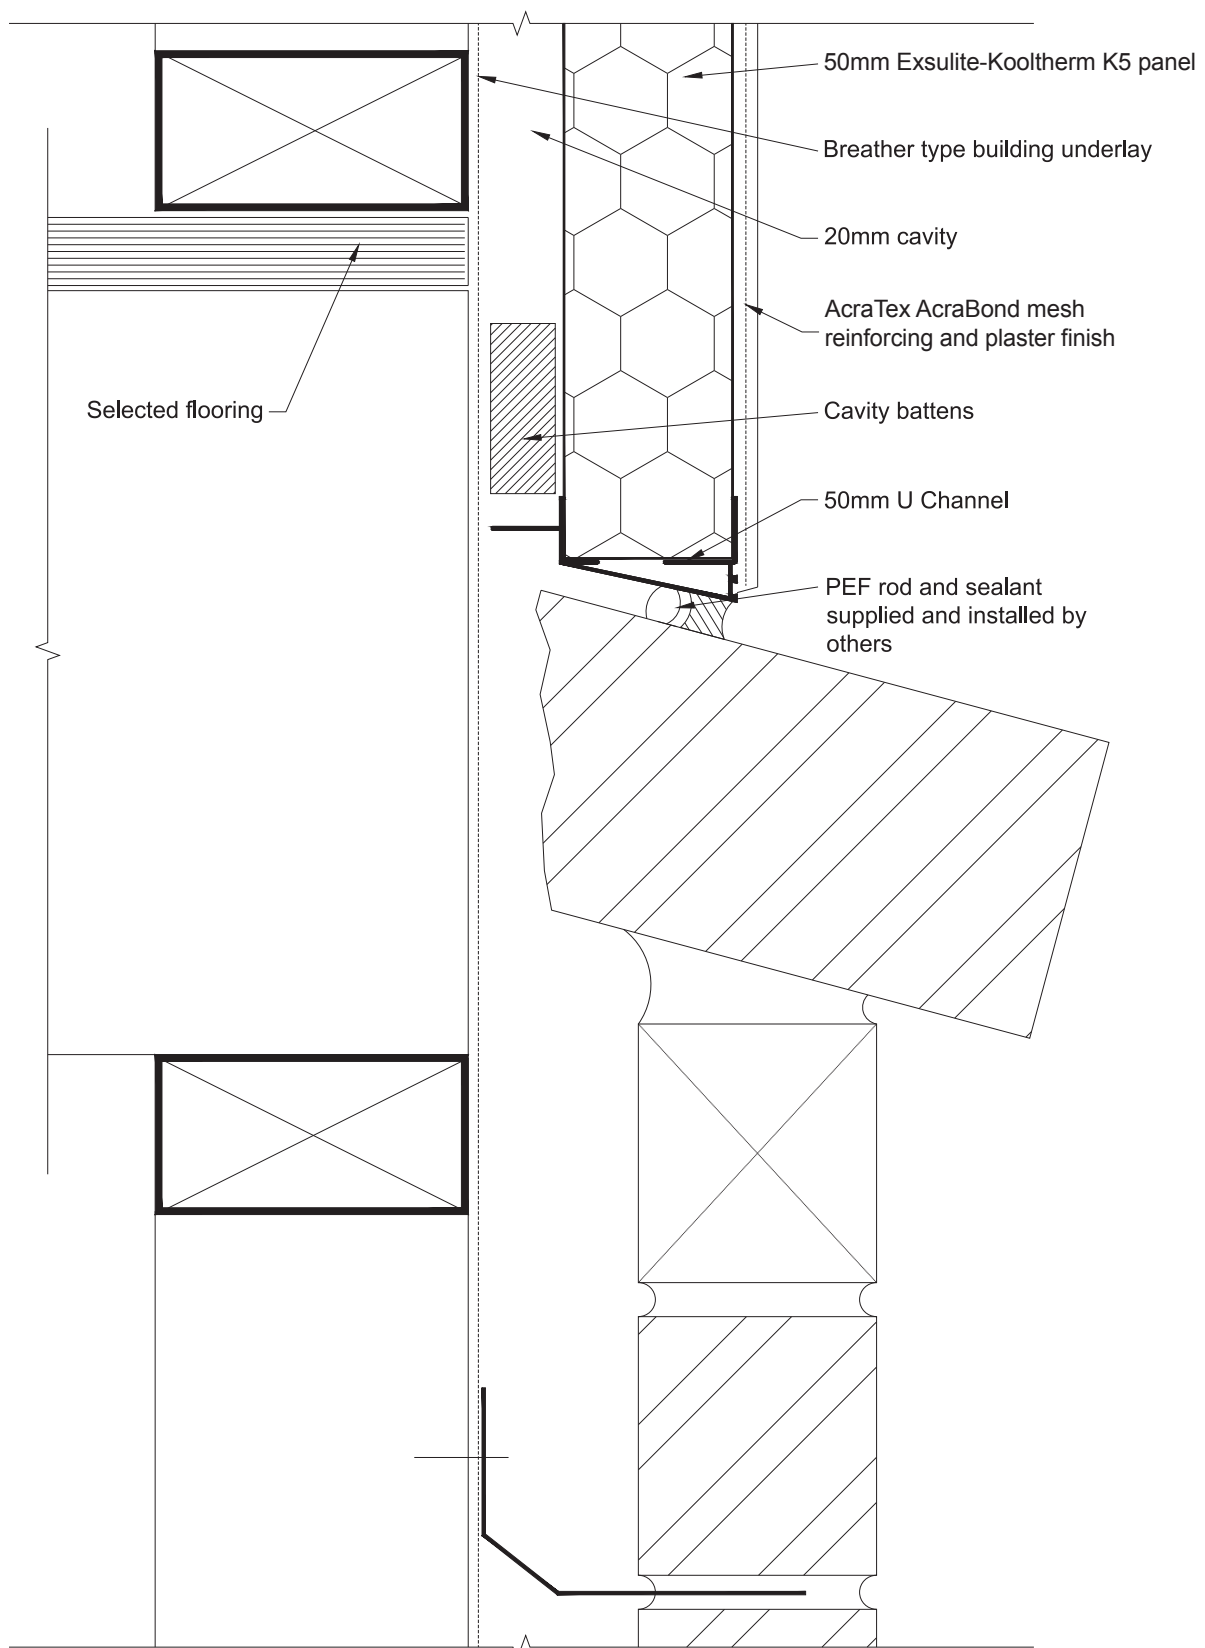 50mm Exsulite-Kooltherm K5 panel
Breather type building underlay
20mm cavity
AcraTex AcraBond mesh
reinforcing and plaster finish
Selected flooring
Cavity battens
50mm U Channel
PEF rod and sealant
supplied and installed by
others